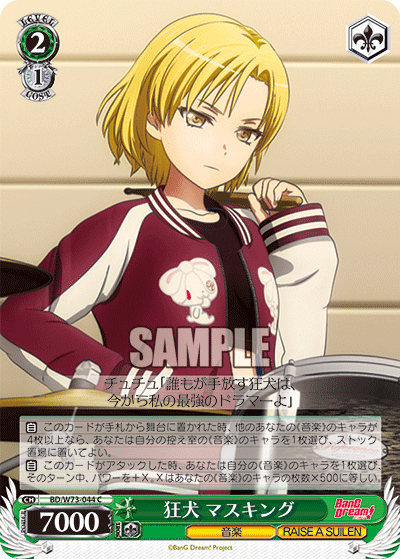 LEVEL
2
1
COST
SAMPLE
チュチュ「誰もが手放す狂犬は、
今から私の最強のドラマーよ」
自 このカードが手札から舞台に置かれた時、他のあなたの《音楽》のキャラが
4枚以上なら、あなたは自分の控え室の《音楽》のキャラを1枚選び、ストック
置場に置いてよい。
自 このカードがアタックした時、あなたは自分の《音楽》のキャラを1枚選び、
そのターン中、パワーを+X。Xはあなたの《音楽》のキャラの枚数×500に等しい。
CH BD/W73-044 C
狂犬 マスキング
BanG Dream!
7000
音楽
RAISE A SUILEN
©BanG Dream! Project